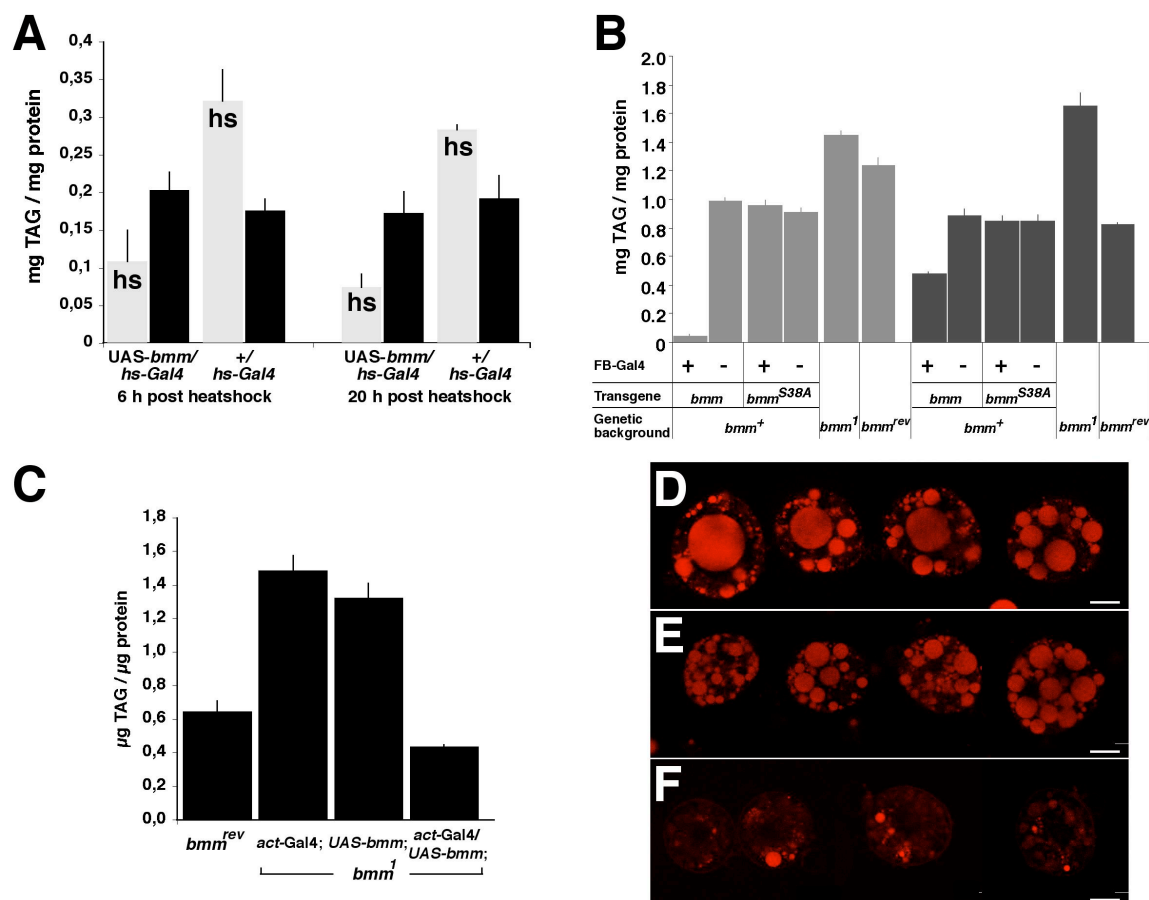 A
mg TAG / mg protein
0,4
0,35
0,3
0,25
0,2
0,15
0,1
0,05
0
hs
hs
hs
hs
UAS-bmm/ +/ UAS-bmm/ +/
hs-Gal4 hs-Gal4 hs-Gal4 hs-Gal4
6 h post heatshock 20 h post heatshock
B
mg TAG / mg protein
2.0
1.8
1.6
1.4
1.2
1.0
0.8
0.6
0.4
0.2
0
FB-Gal4 + - + - + - + -
Transgene bmm bmmS38A bmm bmmS38A
Genetic
background bmm+ bmm1 bmmrev bmm+ bmm1 bmmrev
C
µg TAG / µg protein
1,8
1,6
1,4
1,2
1,0
0,8
0,6
0,4
0,2
0,0
bmmrev act-Gal4; UAS-bmm; act-Gal4/
UAS-bmm;
bmm1
D
E
F